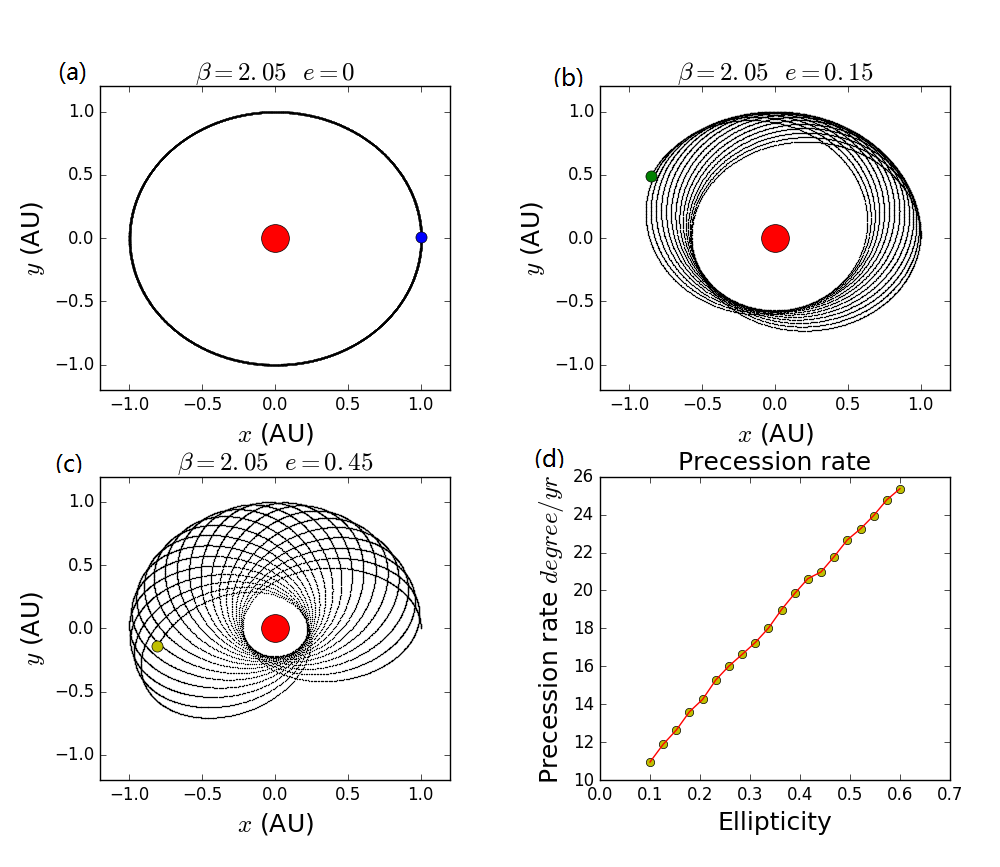 (a)
β=2.05 e=0
1.0
0.5
0.0
−0.5
−1.0
y (AU)
−1.0 −0.5 0.0 0.5 1.0
x (AU)
(b)
β=2.05 e=0.15
1.0
0.5
0.0
−0.5
−1.0
y (AU)
−1.0 −0.5 0.0 0.5 1.0
x (AU)
(c)
β=2.05 e=0.45
1.0
0.5
0.0
−0.5
−1.0
y (AU)
−1.0 −0.5 0.0 0.5 1.0
x (AU)
(d)
Precession rate
26
24
22
20
18
16
14
12
10
Precession rate degree/yr
0.0 0.1 0.2 0.3 0.4 0.5 0.6 0.7
Ellipticity